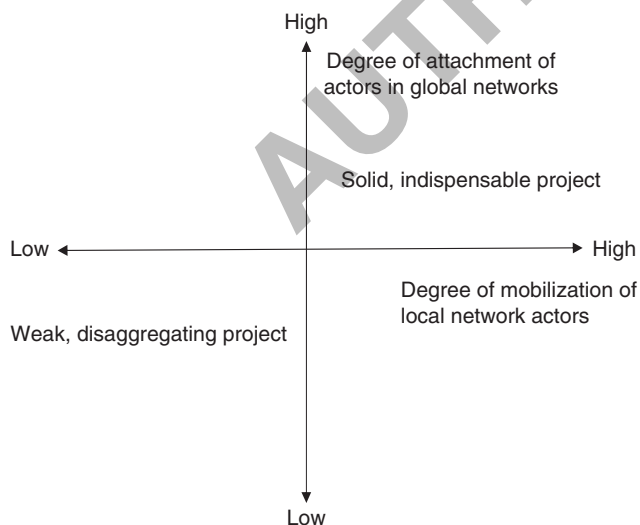 High
Degree of attachment of
actors in global networks
Solid, indispensable project
Low
High
Degree of mobilization of
local network actors
Weak, disaggregating project
Low